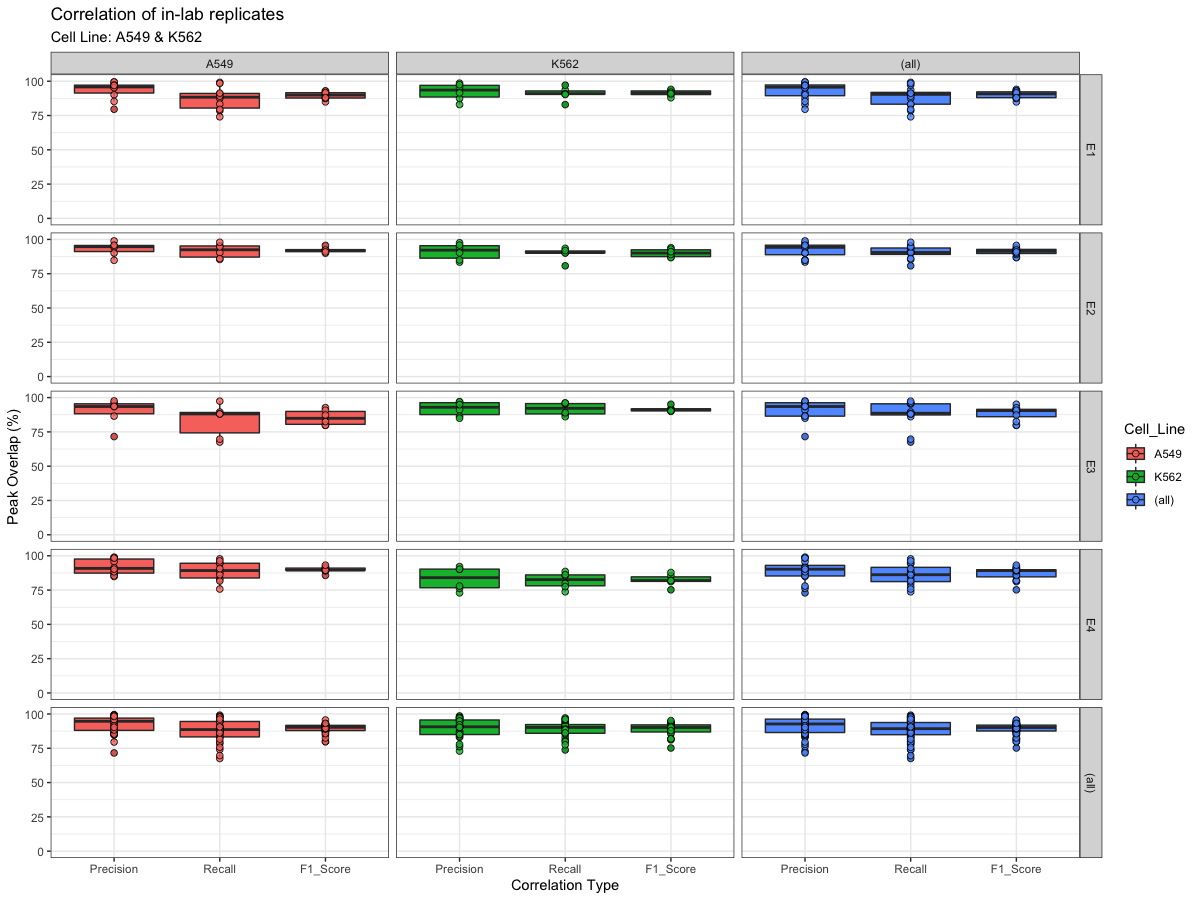 Correlation of in-lab replicates
Cell Line: A549 & K562
A549
K562
(all)
100
75
50
25
0
E1
100
75
50
25
0
E2
100
75
50
25
0
E3
100
75
50
25
0
E4
100
75
50
25
0
(all)
Peak Overlap (%)
Precision
Recall
F1_Score
Precision
Recall
F1_Score
Precision
Recall
F1_Score
Correlation Type
Cell_Line
A549
K562
(all)